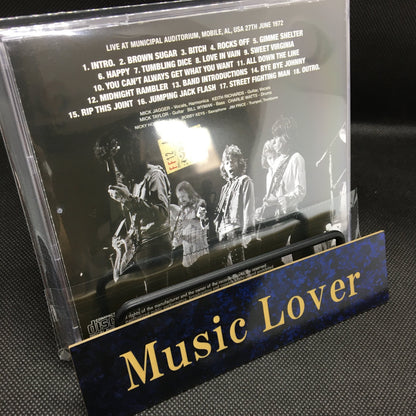 LIVE AT MUNICIPAL AUDITORIUM, MOBILE, AL, USA 27TH JUNE 1972
1. INTRO. 2. BROWN SUGAR 3. BITCH 4. ROCKS OFF 5. GIMME SHELTER
6. HAPPY 7. TUMBLING DICE 8. LOVE IN VAIN 9. SWEET VIRGINIA
10. YOU CAN'T ALWAYS GET WHAT YOU WANT 11. ALL DOWN THE LINE
12. MIDNIGHT RAMBLER 13. BAND INTRODUCTIONS 14. BYE BYE JOHNNY
15. RIP THIS JOINT 16. JUMPING JACK FLASH 17. STREET FIGHTING MAN 18. OUTRO.
MICK JAGGER - Vocals, Harmonica KEITH RICHARDS - Guitar Vocals
MICK TAYLOR - Guitar BILL WYMAN - Bass CHARLIE WATTS - Drums
BOBBY KEYS - Saxophone JIM PRICE - Trumpet, Trombone
Music Lover